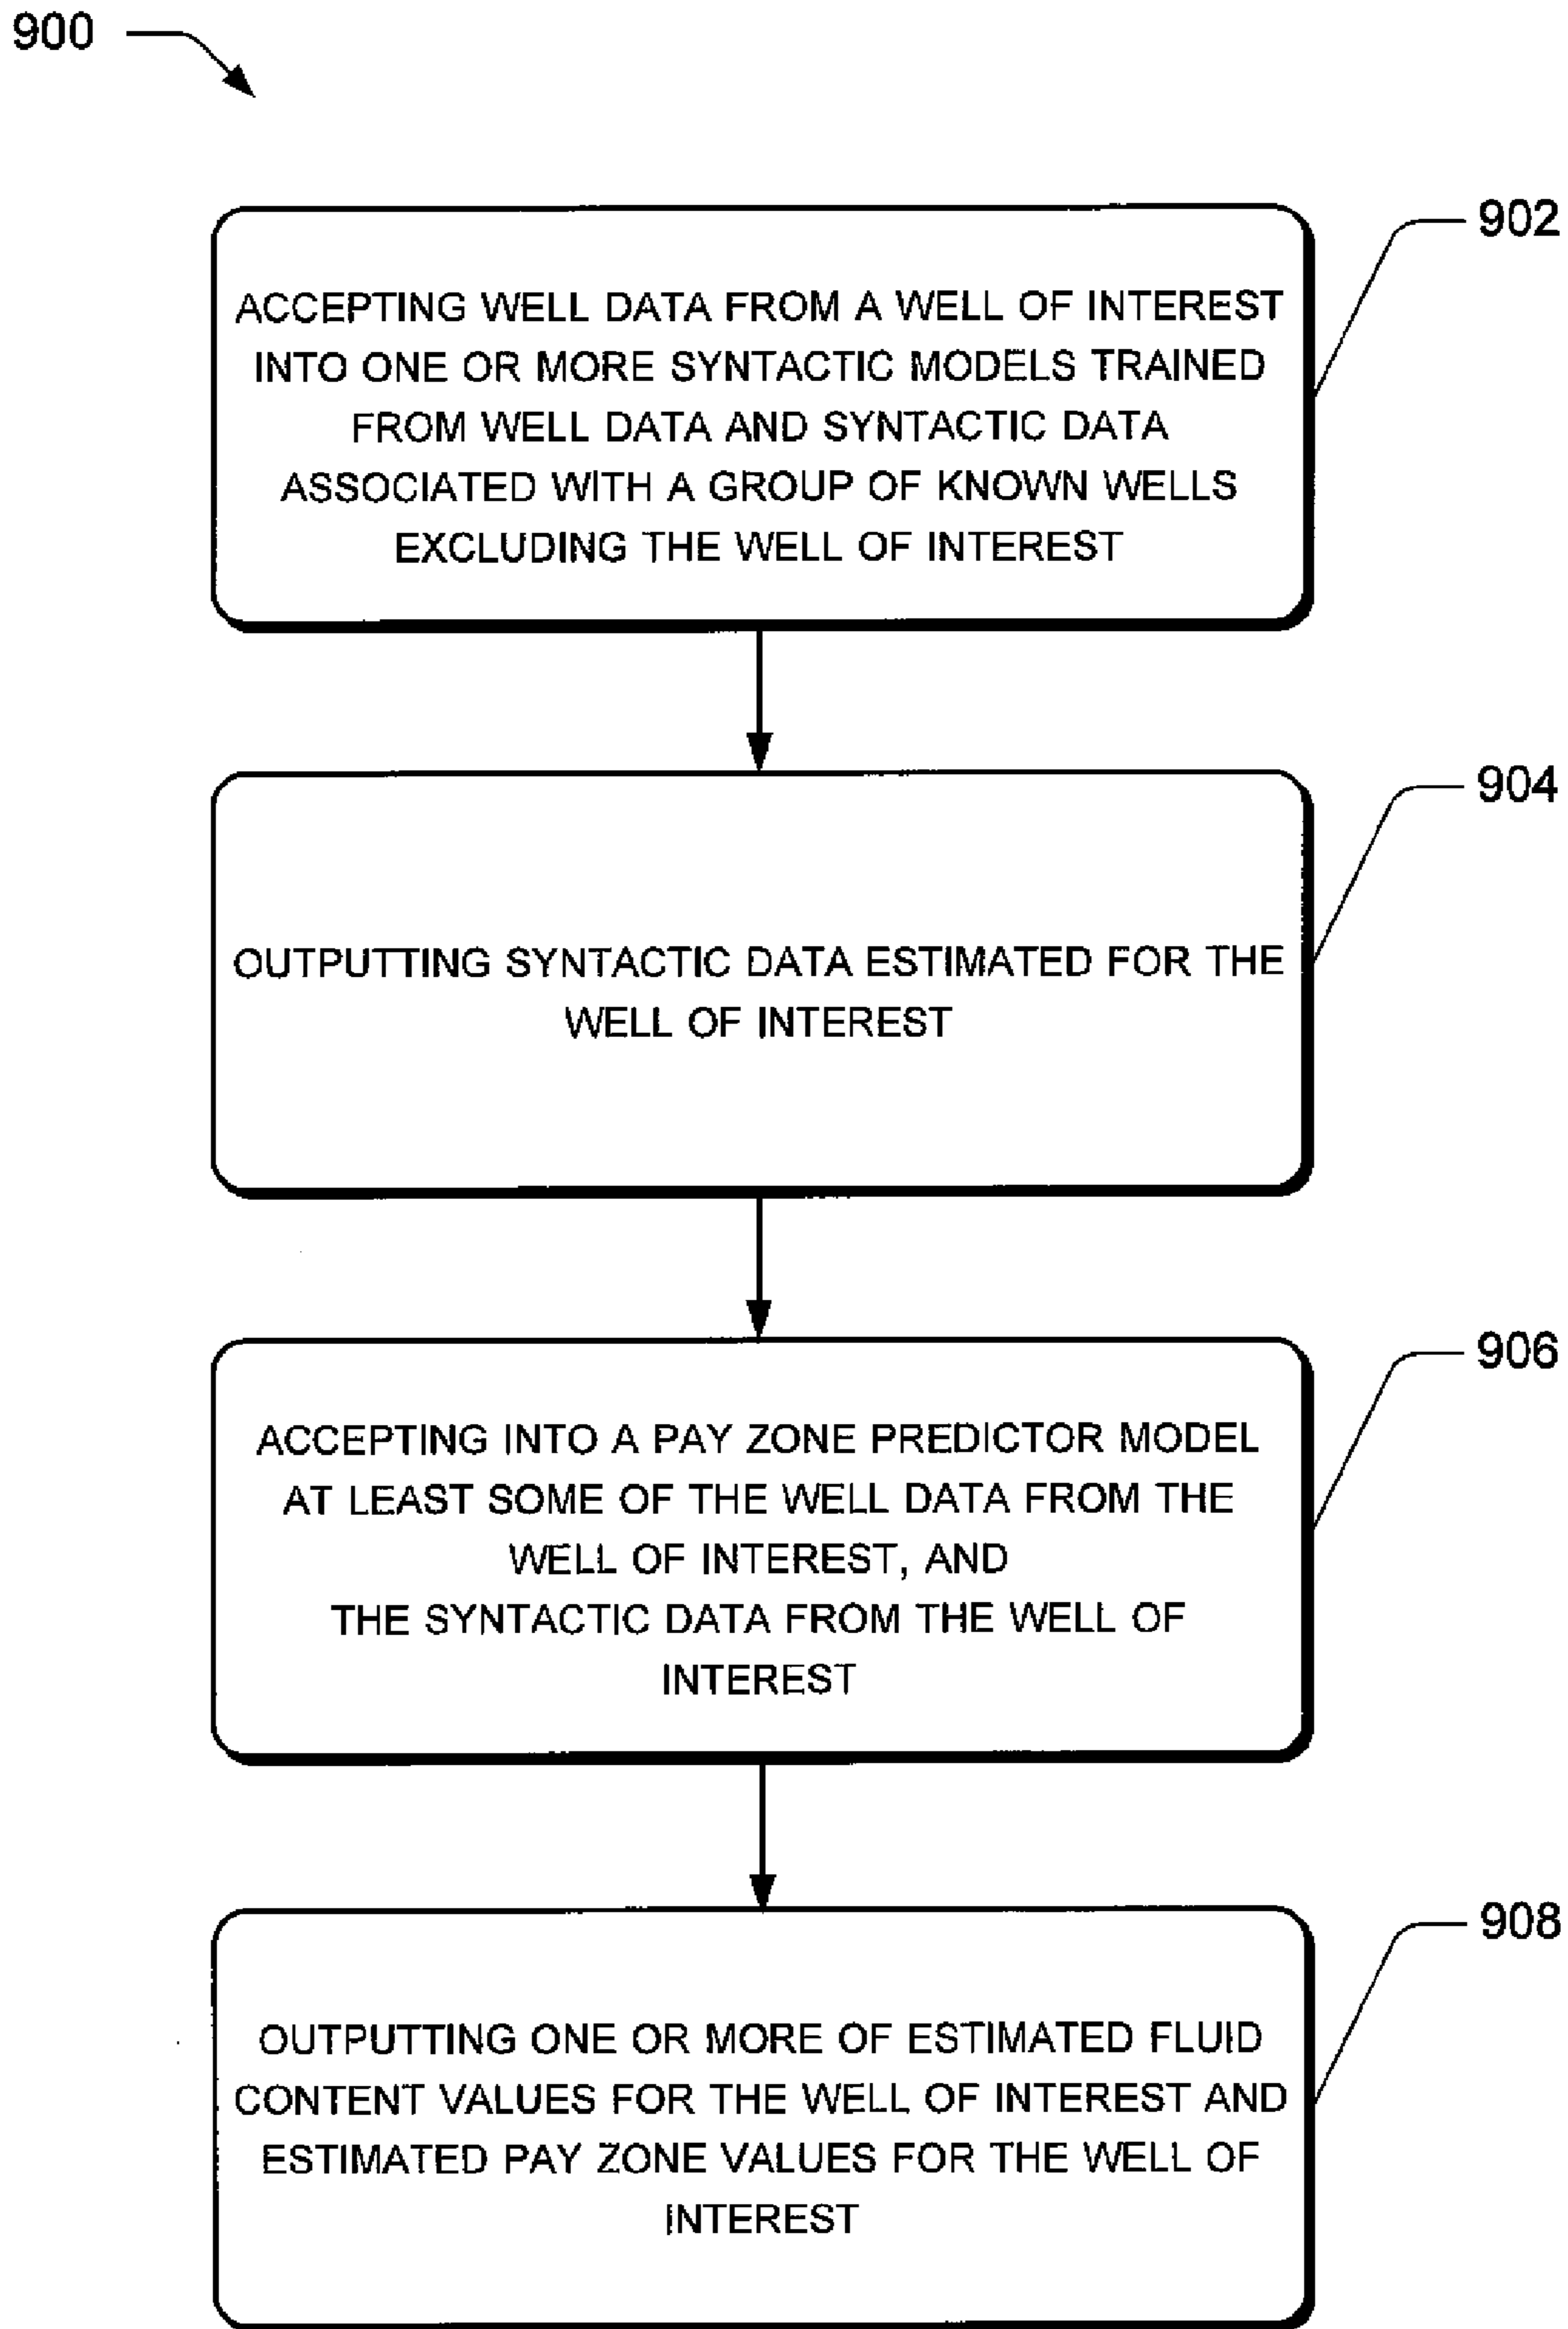 900
902
ACCEPTING WELL DATA FROM A WELL OF INTEREST
INTO ONE OR MORE SYNTACTIC MODELS TRAINED
FROM WELL DATA AND SYNTACTIC DATA
ASSOCIATED WITH A GROUP OF KNOWN WELLS
EXCLUDING THE WELL OF INTEREST
904
OUTPUTTING SYNTACTIC DATA ESTIMATED FOR THE
WELL OF INTEREST
906
ACCEPTING INTO A PAY ZONE PREDICTOR MODEL
AT LEAST SOME OF THE WELL DATA FROM THE
WELL OF INTEREST, AND
THE SYNTACTIC DATA FROM THE WELL OF
INTEREST
908
OUTPUTTING ONE OR MORE OF ESTIMATED FLUID
CONTENT VALUES FOR THE WELL OF INTEREST AND
ESTIMATED PAY ZONE VALUES FOR THE WELL OF
INTEREST